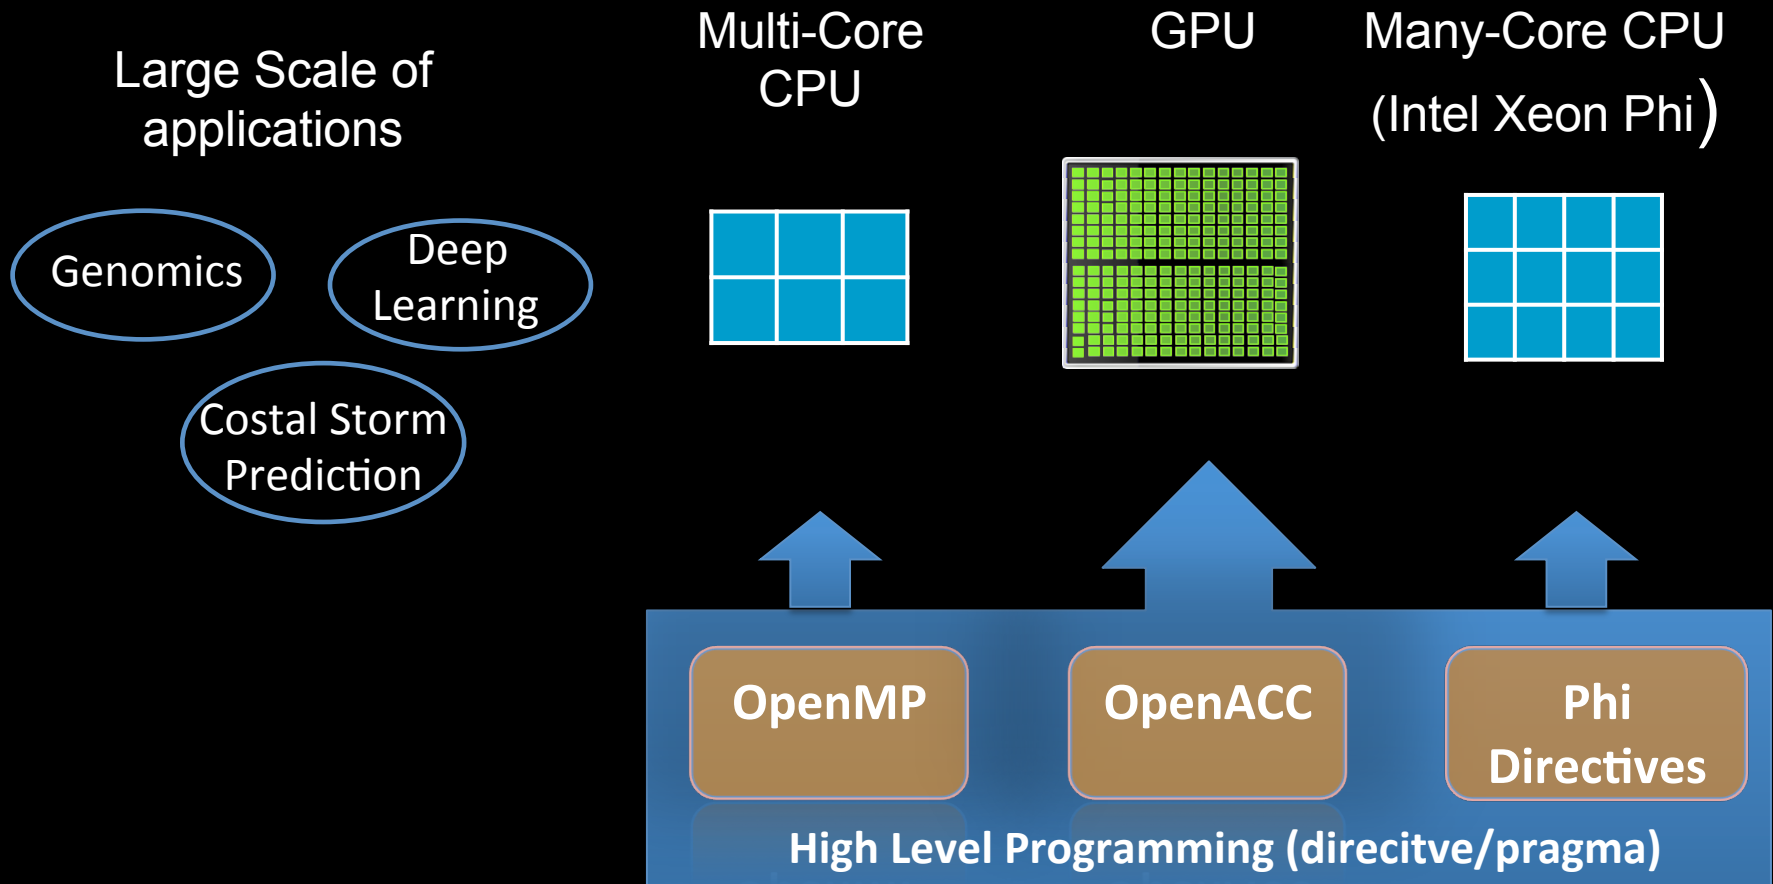 Large Scale of
applications
Genomics
Deep
Learning
Costal Storm
Prediction
Multi-Core
CPU
GPU
Many-Core CPU
(Intel Xeon Phi)
OpenMP
OpenACC
Phi
Directives
High Level Programming (direcitve/pragma)